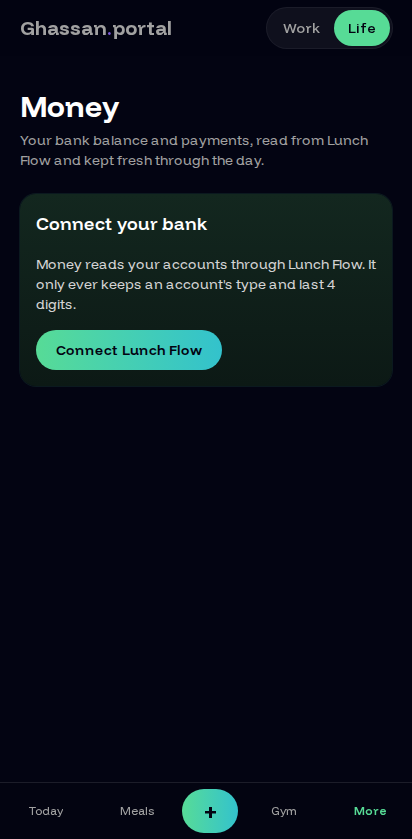 Ghassan.portal
Work Life
Money
Your bank balance and payments, read from Lunch
Flow and kept fresh through the day.
Connect your bank
Money reads your accounts through Lunch Flow. It
only ever keeps an account's type and last 4
digits.
Connect Lunch Flow
Today Meals + Gym More